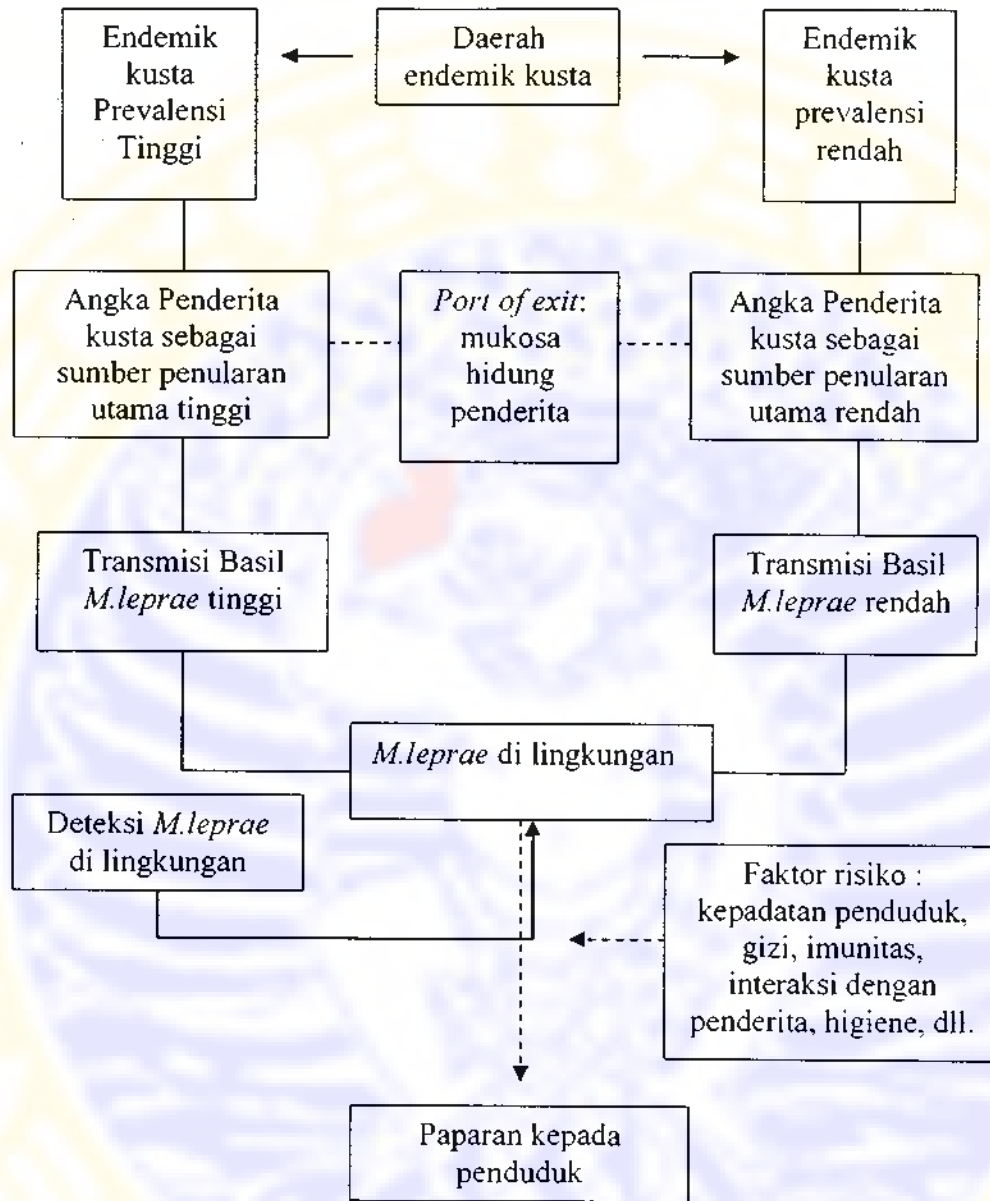 Endemik
kusta
Prevalensi
Tinggi
Daerah
endemik kusta
Endemik
kusta
prevalensi
rendah
Angka Penderita
kusta sebagai
sumber penularan
utama tinggi
Port of exit:
mukosa
hidung
penderita
Angka Penderita
kusta sebagai
sumber penularan
utama rendah
Transmisi Basil
M.leprae tinggi
Transmisi Basil
M.leprae rendah
M.leprae di lingkungan
Deteksi M.leprae
di lingkungan
Faktor risiko :
kepadatan penduduk,
gizi, imunitas,
interaksi dengan
penderita, higiene, dll.
Paparan kepada
penduduk